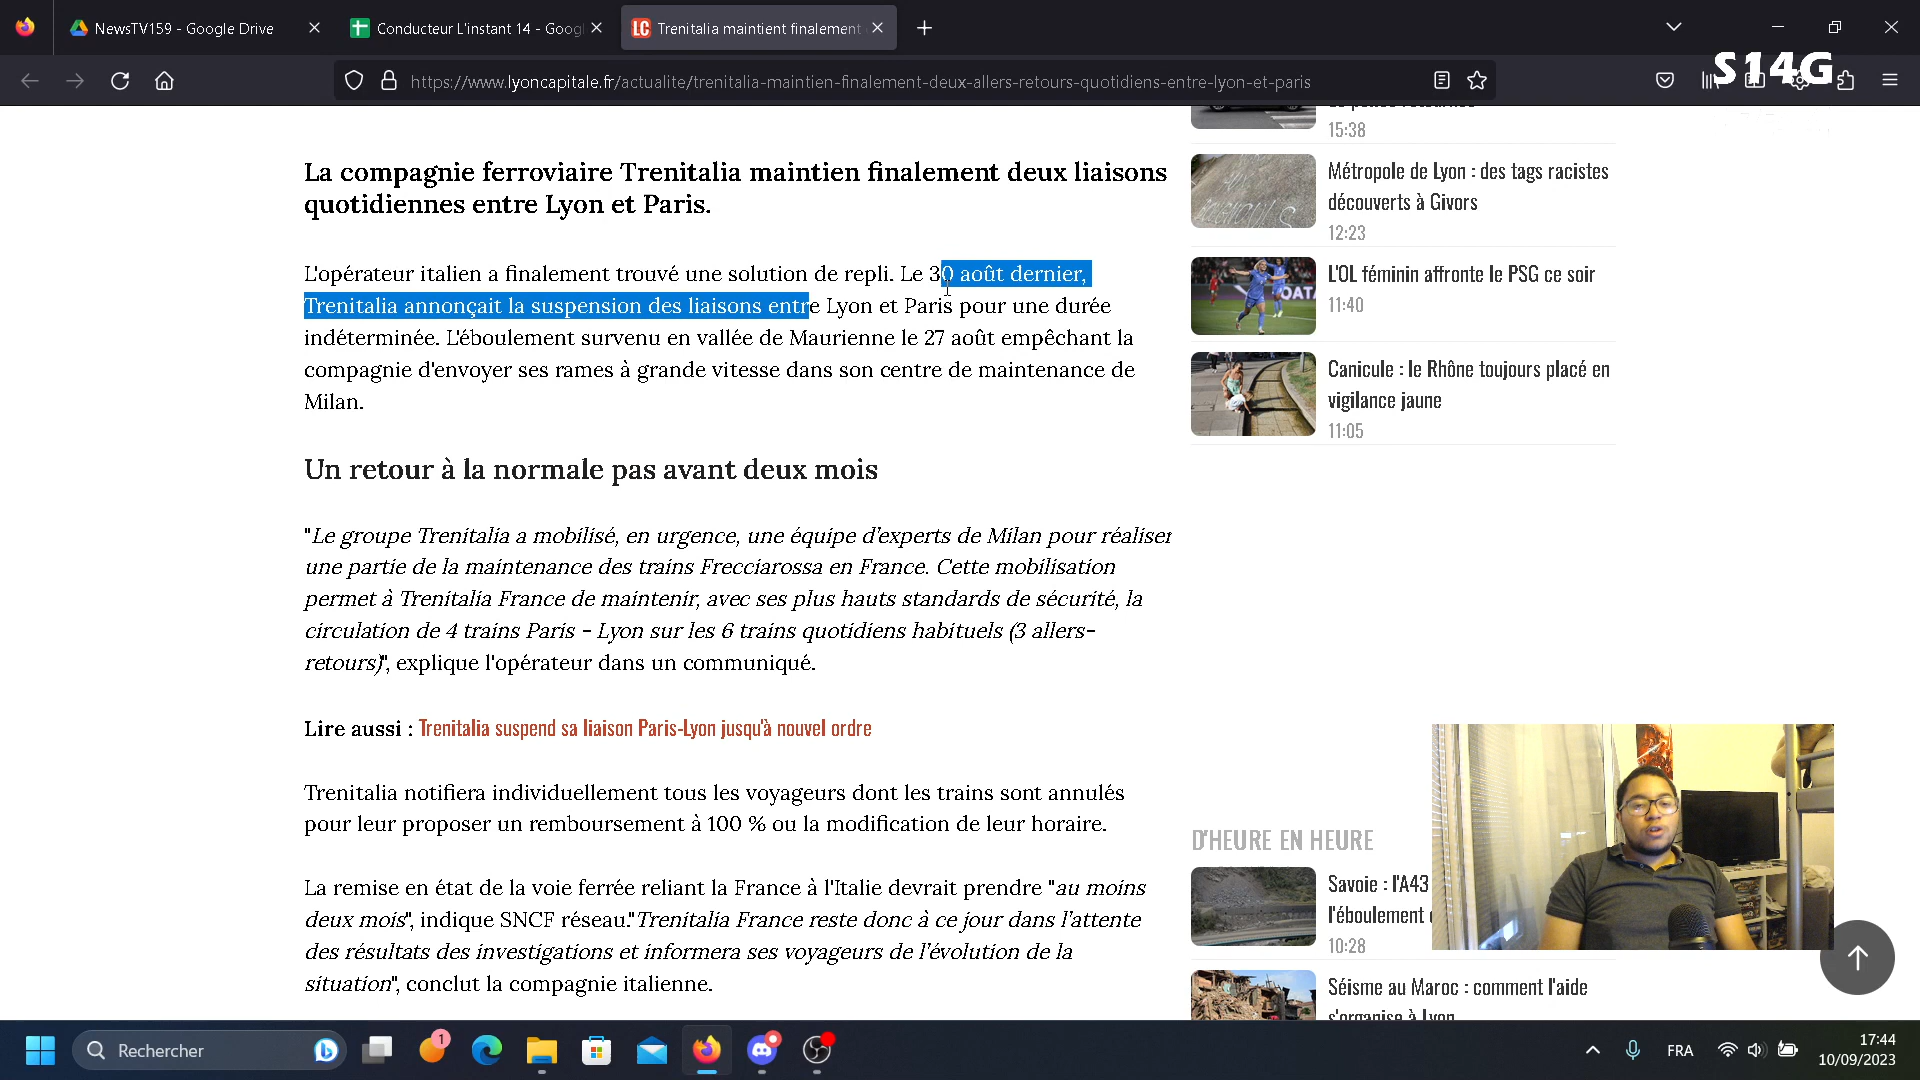 NewsTV159 - Google Drive
Conducteur L'instant 14 - Goog
LC Trenitalia maintient finalement
https://www.lyoncapitale.fr/actualite/trenitalia-maintien-finalement-deux-allers-retours-quotidiens-entre-lyon-et-paris
S14G
La compagnie ferroviaire Trenitalia maintien finalement deux liaisons
quotidiennes entre Lyon et Paris.
L'opérateur italien a finalement trouvé une solution de repli. Le 30 août dernier,
Trenitalia annonçait la suspension des liaisons entre Lyon et Paris pour une durée
indéterminée. L'éboulement survenu en vallée de Maurienne le 27 août empêchant la
compagnie d'envoyer ses rames à grande vitesse dans son centre de maintenance de
Milan.
Un retour à la normale pas avant deux mois
"Le groupe Trenitalia a mobilisé, en urgence, une équipe d’experts de Milan pour réaliser
une partie de la maintenance des trains Frecciarossa en France. Cette mobilisation
permet à Trenitalia France de maintenir, avec ses plus hauts standards de sécurité, la
circulation de 4 trains Paris - Lyon sur les 6 trains quotidiens habituels (3 allers-
retours)", explique l'opérateur dans un communiqué.
Lire aussi : Trenitalia suspend sa liaison Paris-Lyon jusqu'à nouvel ordre
Trenitalia notifiera individuellement tous les voyageurs dont les trains sont annulés
pour leur proposer un remboursement à 100 % ou la modification de leur horaire.
La remise en état de la voie ferrée reliant la France à l'Italie devrait prendre "au moins
deux mois", indique SNCF réseau."Trenitalia France reste donc à ce jour dans l’attente
des résultats des investigations et informera ses voyageurs de l’évolution de la
situation", conclut la compagnie italienne.
15:38
Métropole de Lyon : des tags racistes
découverts à Givors
12:23
L'OL féminin affronte le PSG ce soir
11:40
Canicule : le Rhône toujours placé en
vigilance jaune
11:05
D'HEURE EN HEURE
Savoie : l'A43
l'éboulement
10:28
Séisme au Maroc : comment l'aide
s'organise à Lyon
Rechercher
1
FRA
17:44
10/09/2023